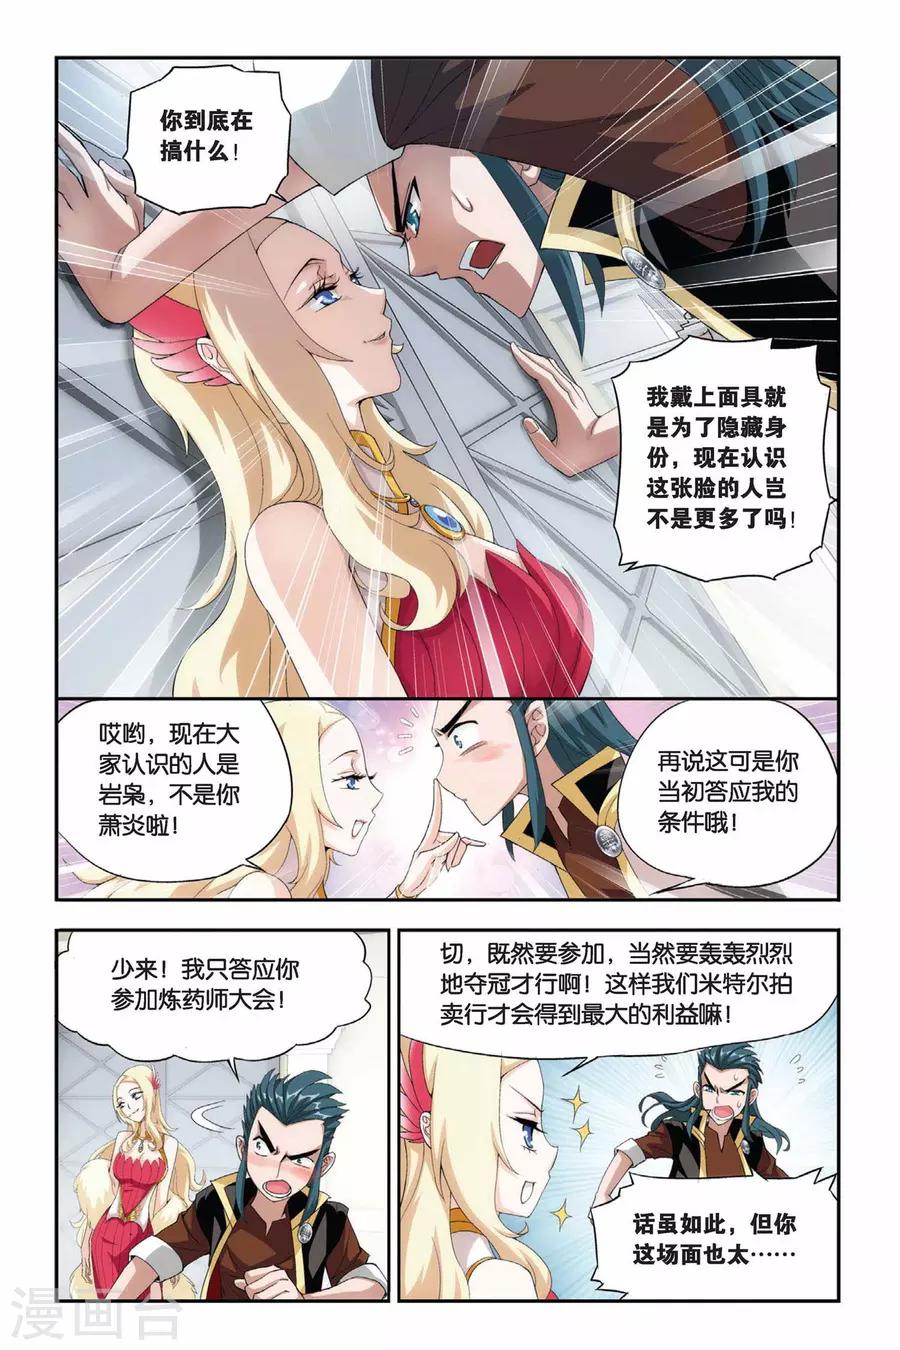 你到底在
搞什么！
我戴上面具就
是为了隐藏身
份，现在认识
这张脸的人岂
不是更多了吗！
哎哟，现在大
家认识的人是
岩枭，不是你
萧炎啦！
再说这可是你
当初答应我的
条件哦！
少来！我只答应你
参加炼药师大会！
切，既然要参加，当然要轰轰烈烈
地夺冠才行啊！这样我们米特尔拍
卖行才会得到最大的利益嘛！
话虽如此，但你
这场面也太……
漫画台